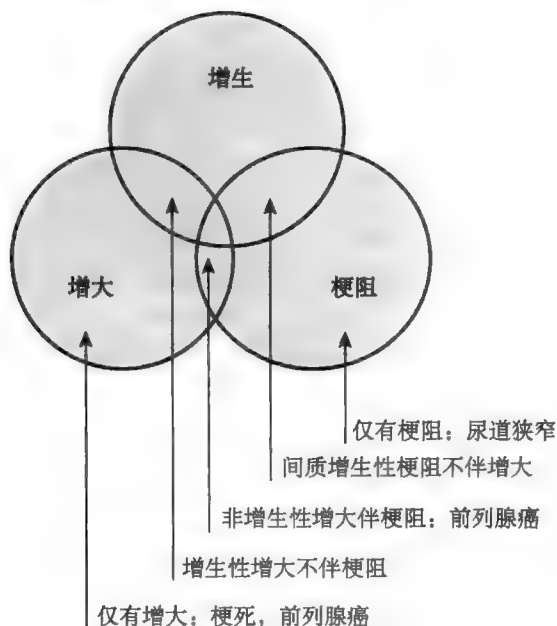 增生
增大
梗阻
仅有梗阻：尿道狭窄
间质增生性梗阻不伴增大
非增生性增大伴梗阻：前列腺癌
增生性增大不伴梗阻
仅有增大：梗死，前列腺癌